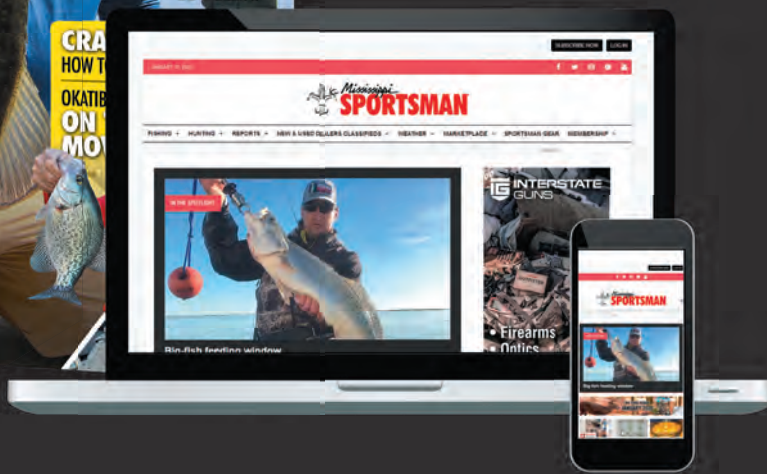 CRA
HOW TO
OKATIB
ON
MOV
SUBSCRIBE NOW LOG IN
Mississippi
SPORTSMAN
FISHING HUNTING REPORTS NEW & USED DEALERS CLASSIFIEDS WEATHER MARKETPLACE SPORTSMAN GEAR MEMBERSHIP
IN THE SPOTLIGHT
IG INTERSTATE
GUNS
Big-fish feeding window
• Firearms
• Optics
Mississippi
SPORTSMAN
Big-fish feeding window